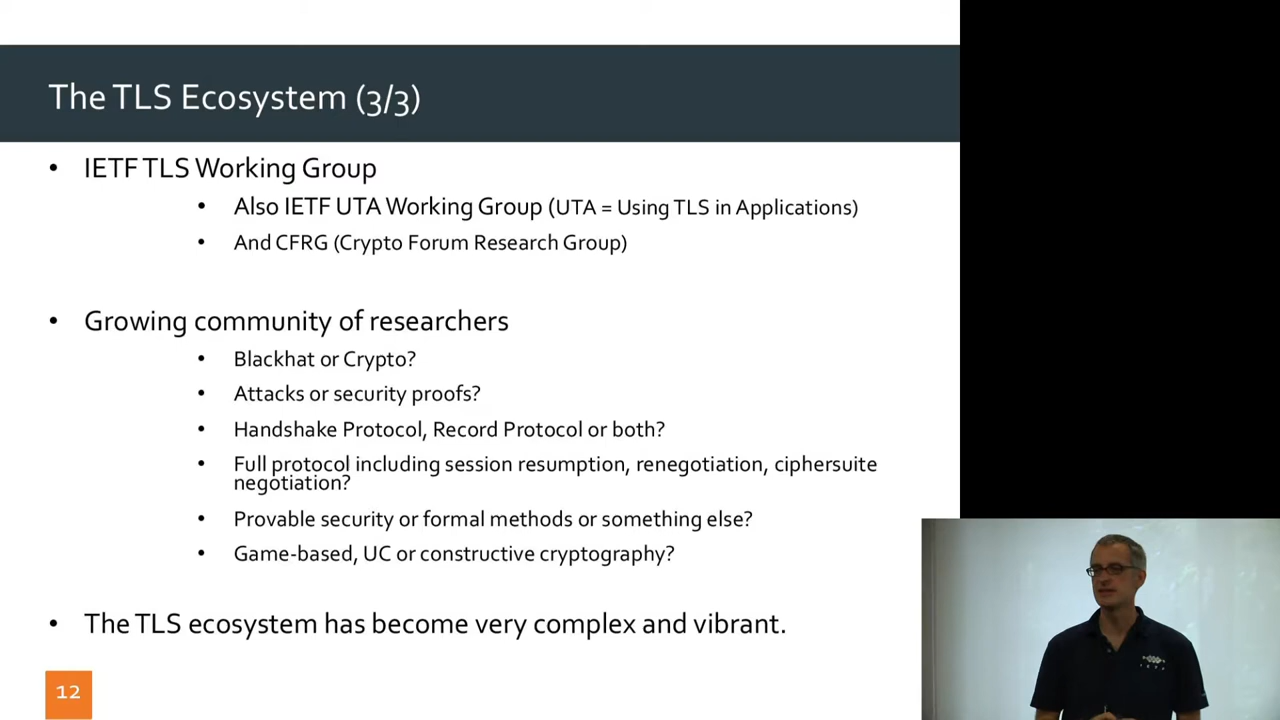 The TLS Ecosystem (3/3)
• IETF TLS Working Group
• Also IETF UTA Working Group (UTA = Using TLS in Applications)
• And CFRG (Crypto Forum Research Group)
• Growing community of researchers
• Blackhat or Crypto?
• Attacks or security proofs?
• Handshake Protocol, Record Protocol or both?
• Full protocol including session resumption, renegotiation, ciphersuite
negotiation?
• Provable security or formal methods or something else?
• Game-based, UC or constructive cryptography?
• The TLS ecosystem has become very complex and vibrant.
12